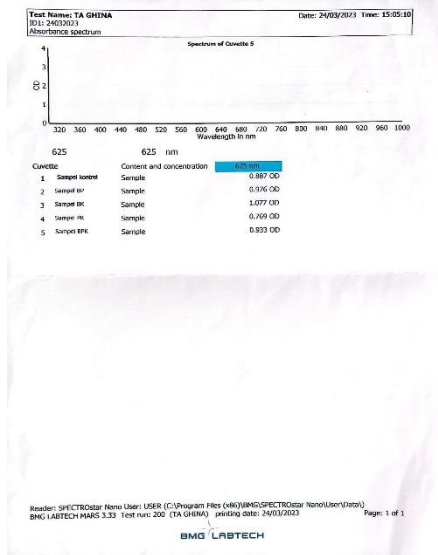 Test Name: TA GHINA Date: 24/03/2023 Time: 15:05:10
ID1: 24032023
Absorbance spectrum
Spectrum of Cuvette 5
4
3
OD 2
1
0
320 360 400 440 480 520 560 600 640 680 720 760 800 840 880 920 960 1000
Wavelength in nm
625 625 nm
Cuvette Content and concentration 625 nm
1 Sampel kontrol Sample 0.887 OD
2 Sampel BP Sample 0.976 OD
3 Sampel BK Sample 1.077 OD
4 Sampel PK Sample 0.769 OD
5 Sampel BPK Sample 0.933 OD
Reader: SPECTROstar Nano User: USER (C:\Program Files (x86)\BMG\SPECTROstar Nano\User\Data\)
BMG LABTECH MARS 3.33 Test run: 200 (TA GHINA) printing date: 24/03/2023 Page: 1 of 1
BMG LABTECH